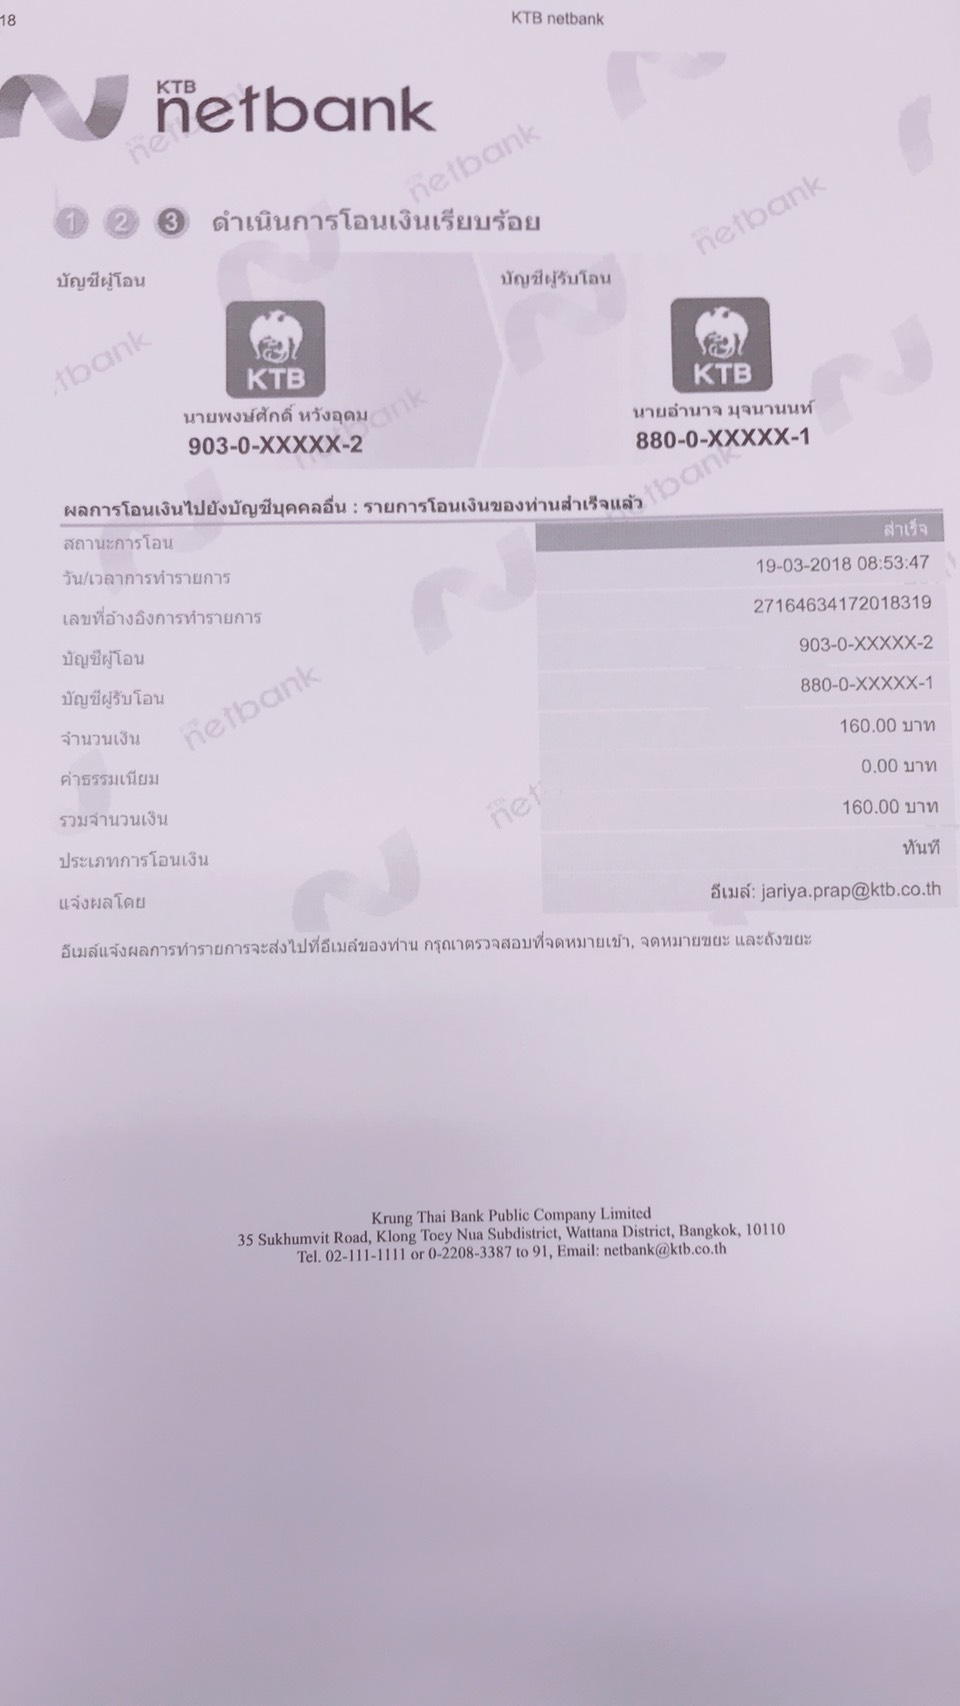 18
KTB netbank
KTB
netbank
1 2 3 ดำเนินการโอนเงินเรียบร้อย
บัญชีผู้โอน
บัญชีผู้รับโอน
KTB
KTB
นายพงษ์ศักดิ์ หวังอุดม
นายอำนาจ มุจนานนท์
903-0-XXXXX-2
880-0-XXXXX-1
ผลการโอนเงินไปยังบัญชีบุคคลอื่น : รายการโอนเงินของท่านสำเร็จแล้ว
สถานะการโอน สำเร็จ
วัน/เวลาการทำรายการ 19-03-2018 08:53:47
เลขที่อ้างอิงการทำรายการ 27164634172018319
บัญชีผู้โอน 903-0-XXXXX-2
บัญชีผู้รับโอน 880-0-XXXXX-1
จำนวนเงิน 160.00 บาท
ค่าธรรมเนียม 0.00 บาท
รวมจำนวนเงิน 160.00 บาท
ประเภทการโอนเงิน ทันที
แจ้งผลโดย อีเมล์: jariya.prap@ktb.co.th
อีเมล์แจ้งผลการทำรายการจะส่งไปที่อีเมล์ของท่าน กรุณาตรวจสอบที่จดหมายเข้า, จดหมายขยะ และถังขยะ
Krung Thai Bank Public Company Limited
35 Sukhumvit Road, Klong Toey Nua Subdistrict, Wattana District, Bangkok, 10110
Tel. 02-111-1111 or 0-2208-3387 to 91, Email: netbank@ktb.co.th